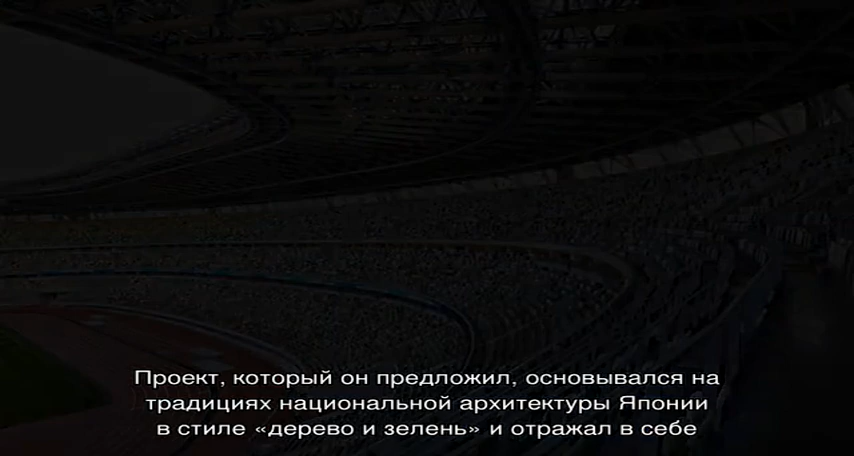 Проект, который он предложил, основывался на
традициях национальной архитектуры Японии
в стиле «дерево и зелень» и отражал в себе